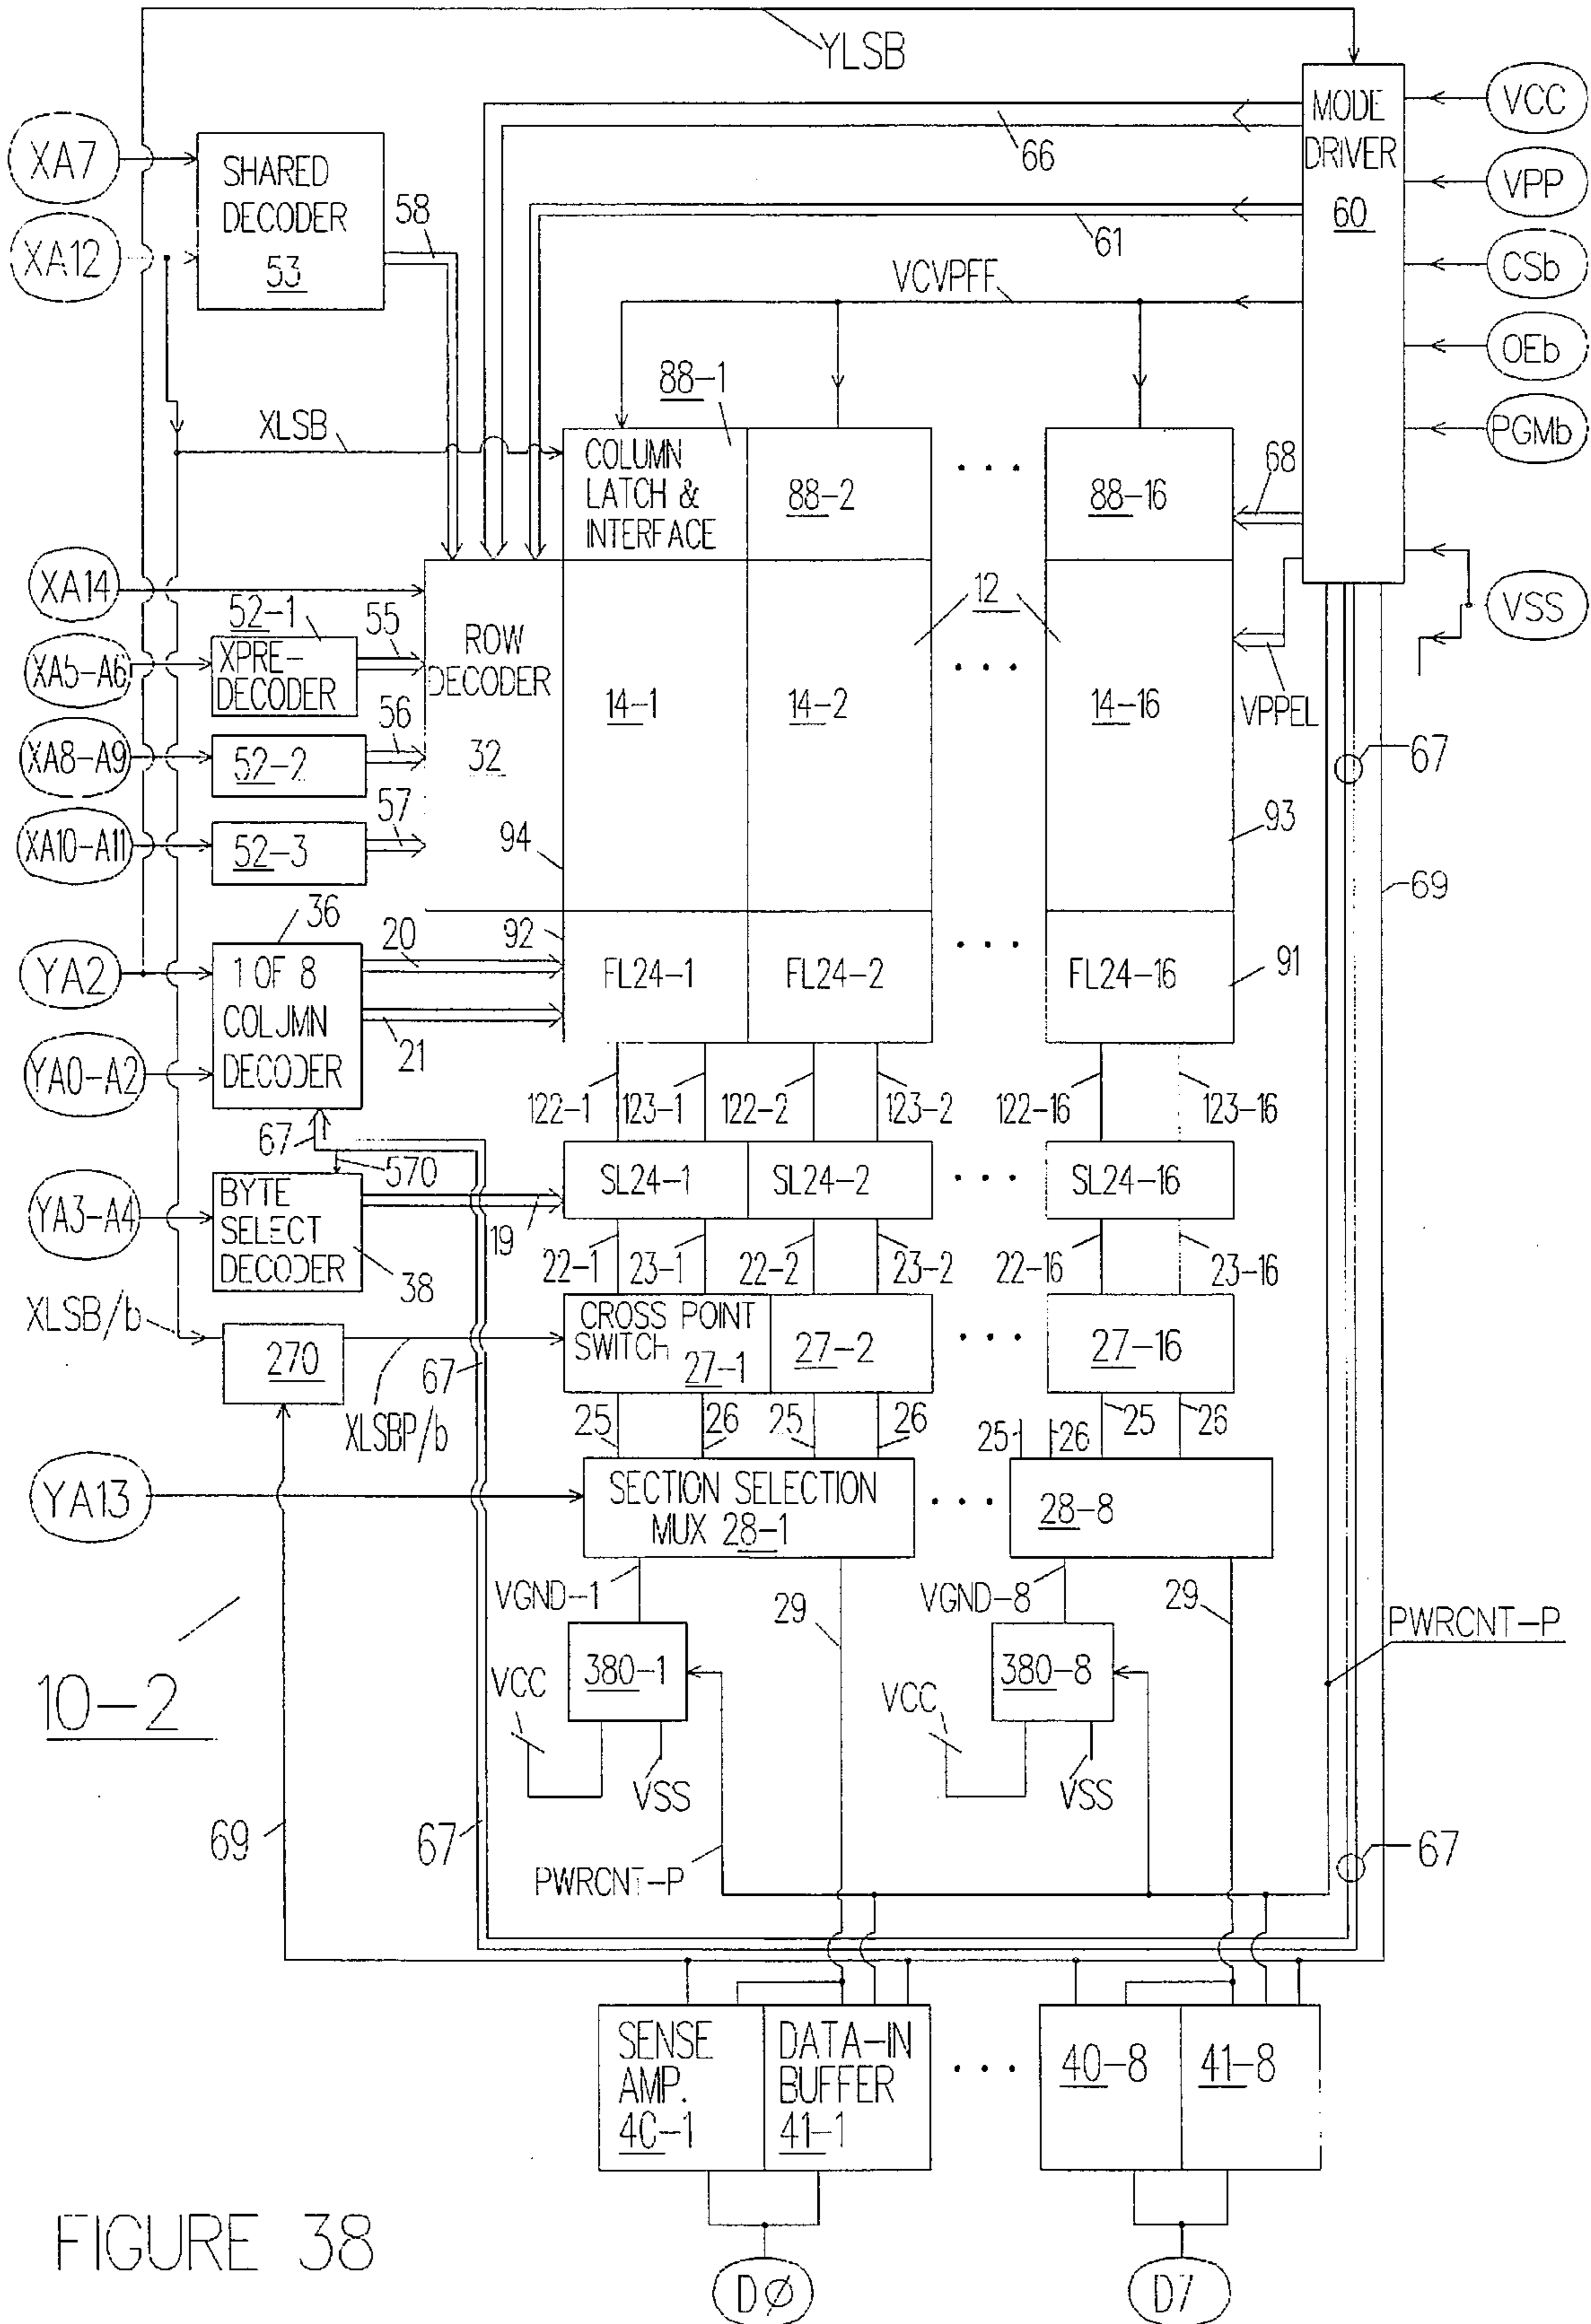 YLSB
MODE
DRIVER
60
VCC
VPP
CSb
OEb
PGMb
VSS
XA7
XA12
SHARED
DECODER
53
58
66
61
VCVPFF
88-1
XLSB
COLUMN
LATCH &
INTERFACE
88-2
...
88-16
68
XA14
52-1
XPRE-
DECODER
55
ROW
DECODER
32
14-1
14-2
12
...
14-16
VPPEL
XA5-A6
XA8-A9
52-2
56
67
XA10-A11
52-3
57
94
93
69
36
YA2
1 OF 8
COLJMN
DECODER
20
21
92
FL24-1
FL24-2
...
FL24-16
91
YA0-A2
122-1
123-1
122-2
123-2
122-16
123-16
67
570
YA3-A4
BYTE
SELECT
DECODER
38
19
SL24-1
SL24-2
...
SL24-16
22-1
23-1
22-2
23-2
22-16
23-16
XLSB/b
270
XLSBP/b
67
CROSS POINT
SWITCH
27-1
27-2
...
27-16
25
26
25
26
25
26
25
26
YA13
SECTION SELECTION
MUX 28-1
...
28-8
VGND-1
29
VGND-8
29
PWRCNT-P
380-1
VCC
VSS
380-8
VCC
VSS
10-2
69
67
PWRCNT-P
67
SENSE
AMP.
4C-1
DATA-IN
BUFFER
41-1
...
40-8
41-8
FIGURE 38
DØ
D7